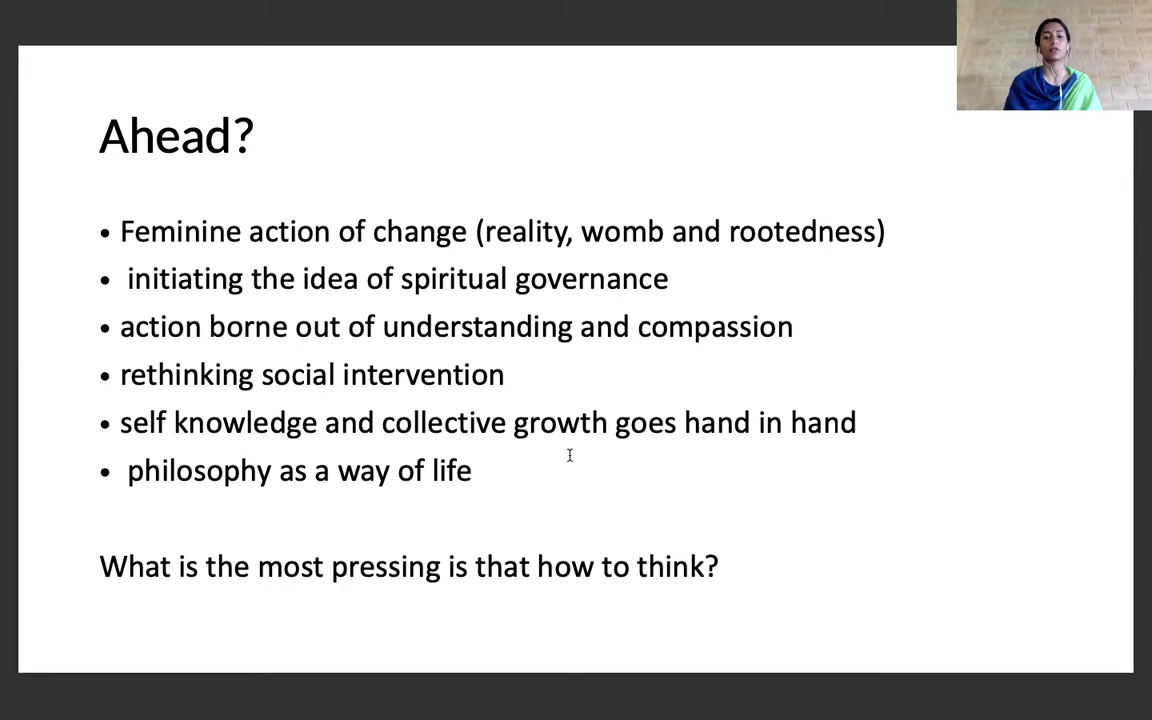 Ahead?
• Feminine action of change (reality, womb and rootedness)
• initiating the idea of spiritual governance
• action borne out of understanding and compassion
• rethinking social intervention
• self knowledge and collective growth goes hand in hand
• philosophy as a way of life
What is the most pressing is that how to think?